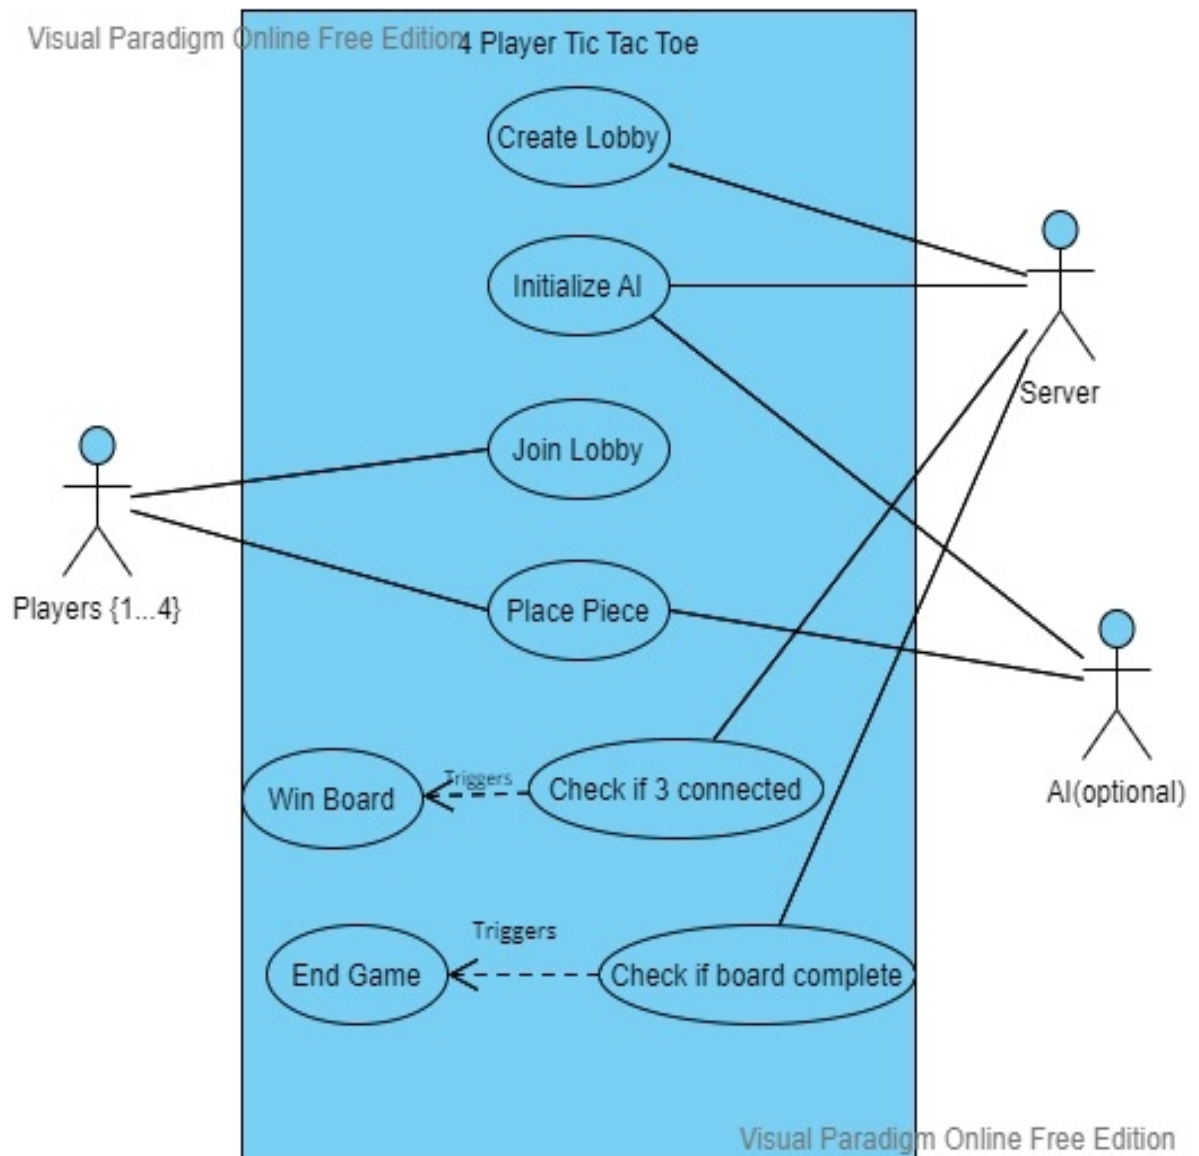 Visual Paradigm Online Free Edition
4 Player Tic Tac Toe
Create Lobby
Initialize AI
Server
Join Lobby
Players {1...4}
Place Piece
AI(optional)
Win Board
Triggers
Check if 3 connected
Triggers
End Game
Check if board complete
Visual Paradigm Online Free Edition